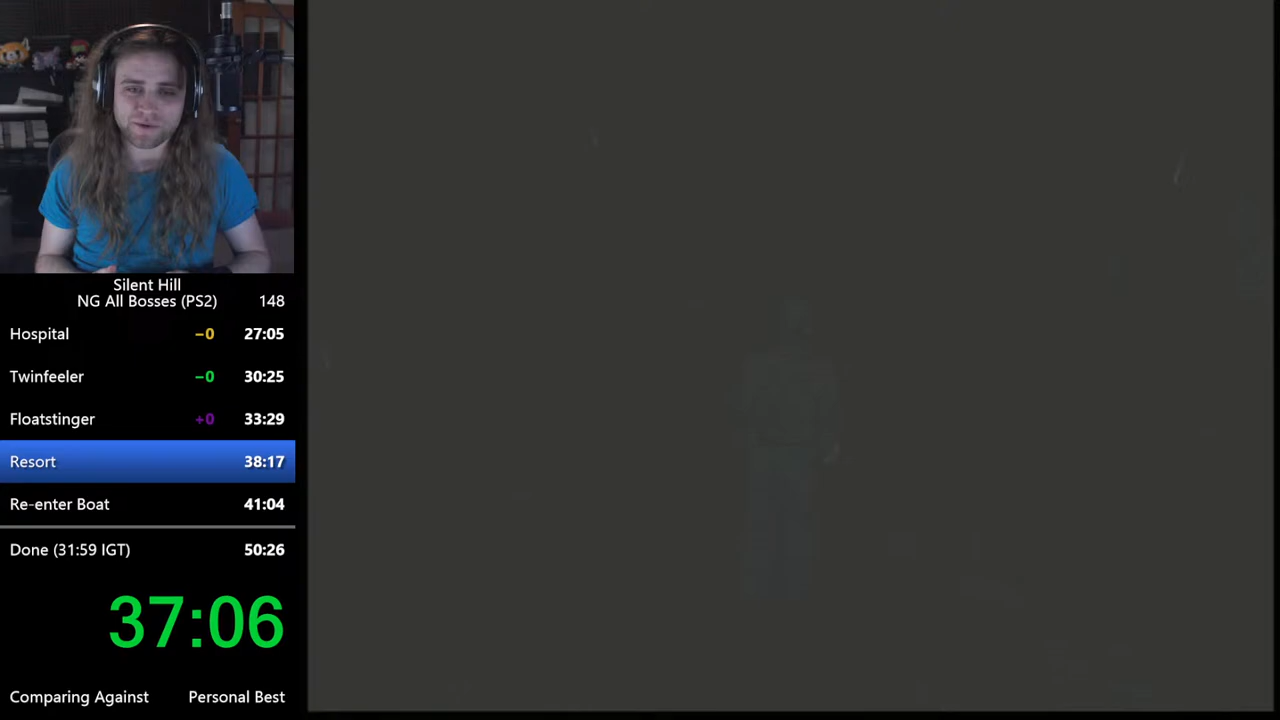 Silent Hill
NG All Bosses (PS2) 148
Hospital −0 27:05
Twinfeeler −0 30:25
Floatstinger +0 33:29
Resort 38:17
Re-enter Boat 41:04
Done (31:59 IGT) 50:26
37:06
Comparing Against Personal Best